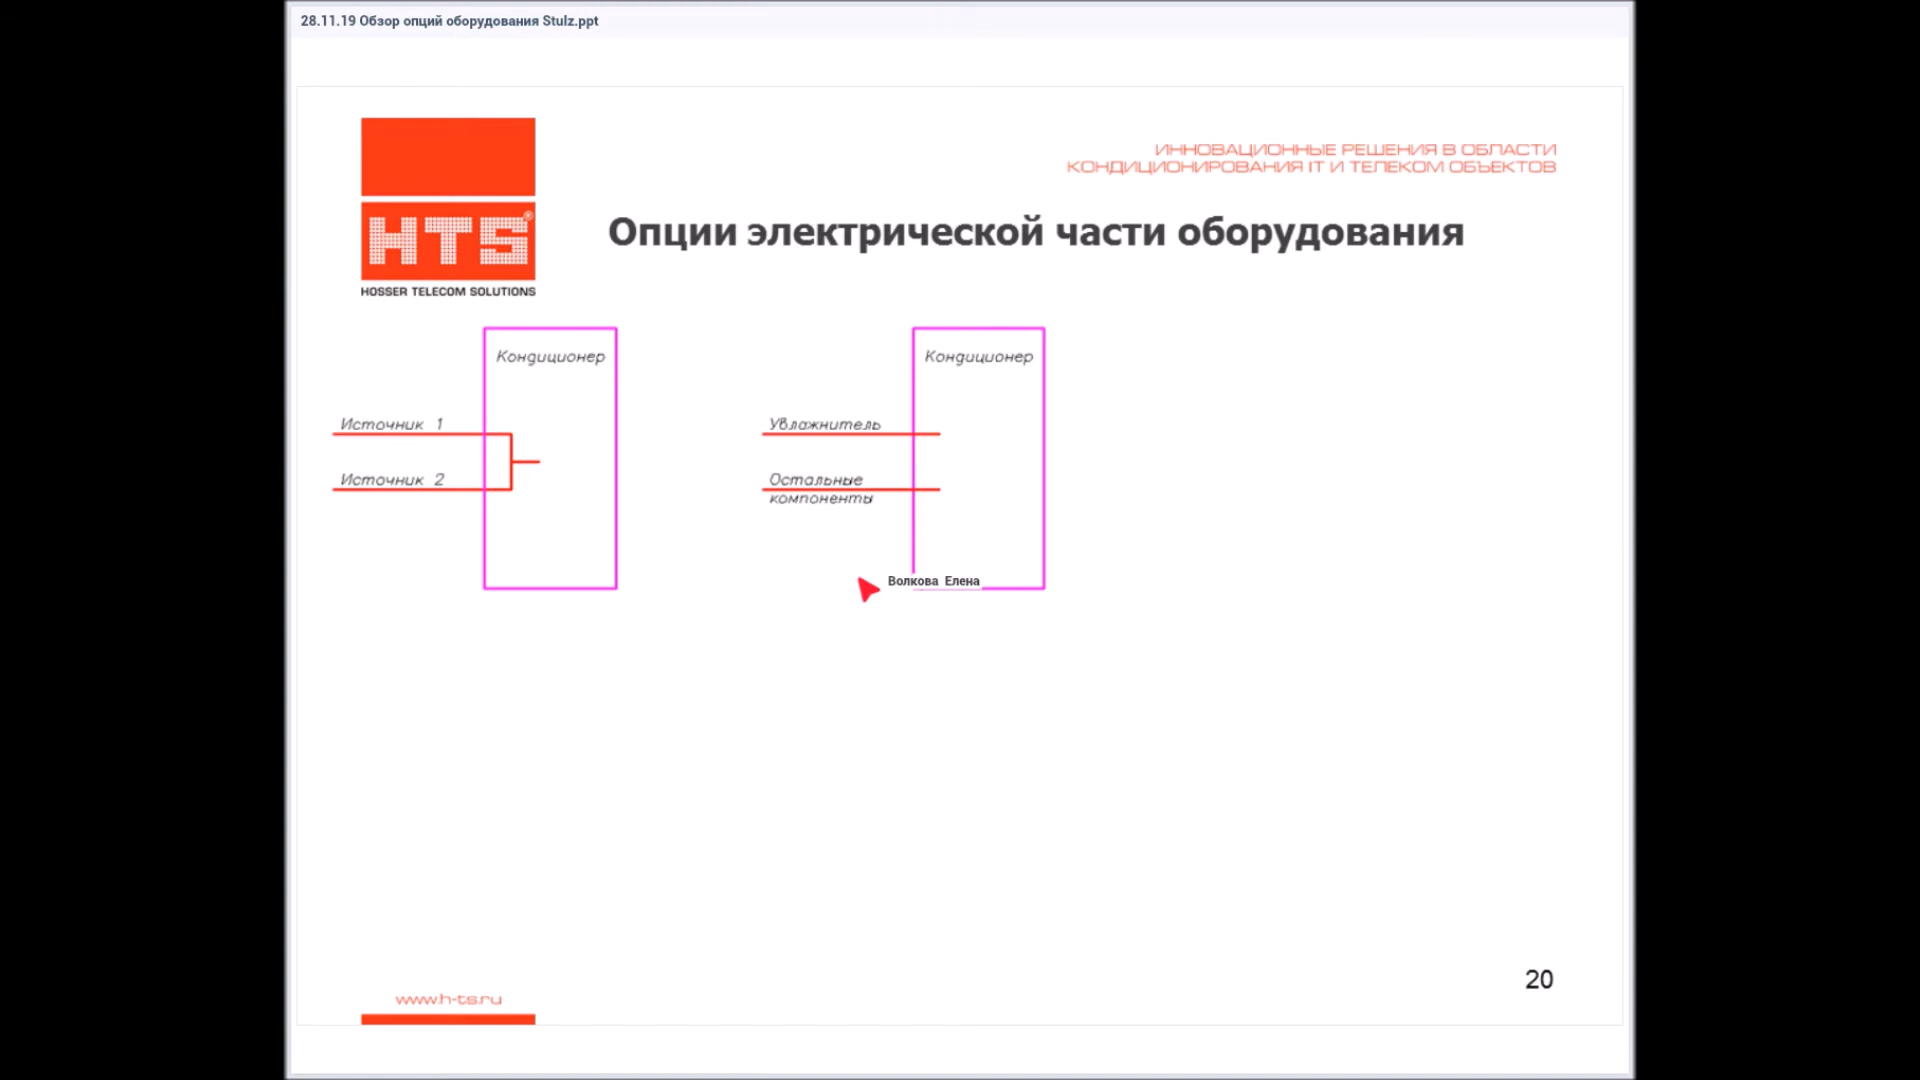 28.11.19 Обзор опций оборудования Stulz.ppt
ИННОВАЦИОННЫЕ РЕШЕНИЯ В ОБЛАСТИ
КОНДИЦИОНИРОВАНИЯ IT И ТЕЛЕКОМ ОБЪЕКТОВ
HTS®
HOSSER TELECOM SOLUTIONS
Опции электрической части оборудования
Кондиционер
Источник 1
Источник 2
Кондиционер
Увлажнитель
Остальные
компоненты
Волкова Елена
20
www.h-ts.ru